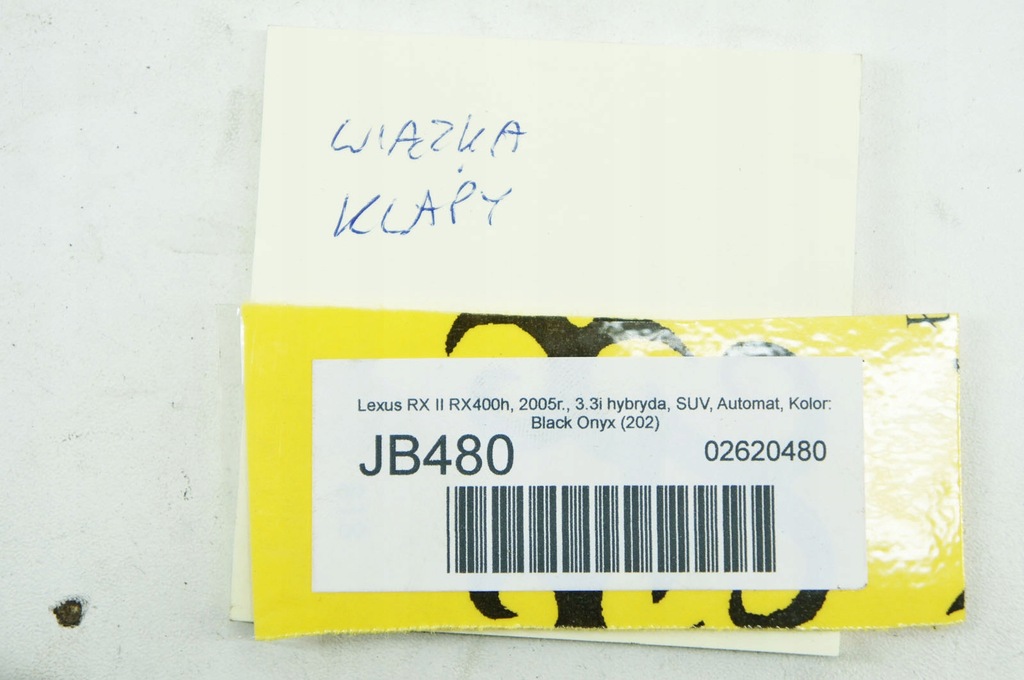 WIĄZKA
KLAPY
Lexus RX II RX400h, 2005r., 3.3i hybryda, SUV, Automat, Kolor:
Black Onyx (202)
JB480
02620480